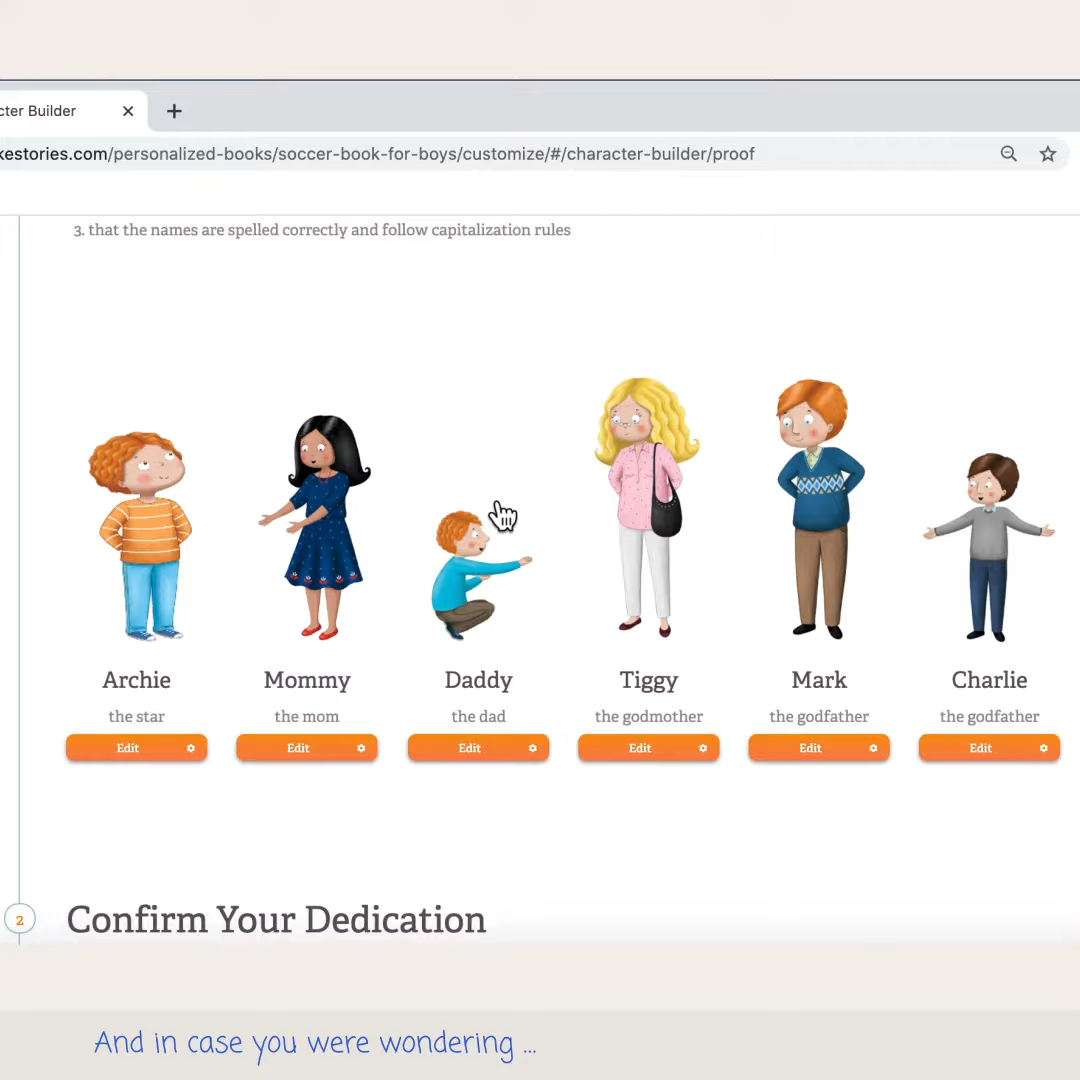 cter Builder
kestories.com/personalized-books/soccer-book-for-boys/customize/#/character-builder/proof
3. that the names are spelled correctly and follow capitalization rules
Archie Mommy Daddy Tiggy Mark Charlie
the star the mom the dad the godmother the godfather the godfather
Edit Edit Edit Edit Edit Edit
2 Confirm Your Dedication
And in case you were wondering ...